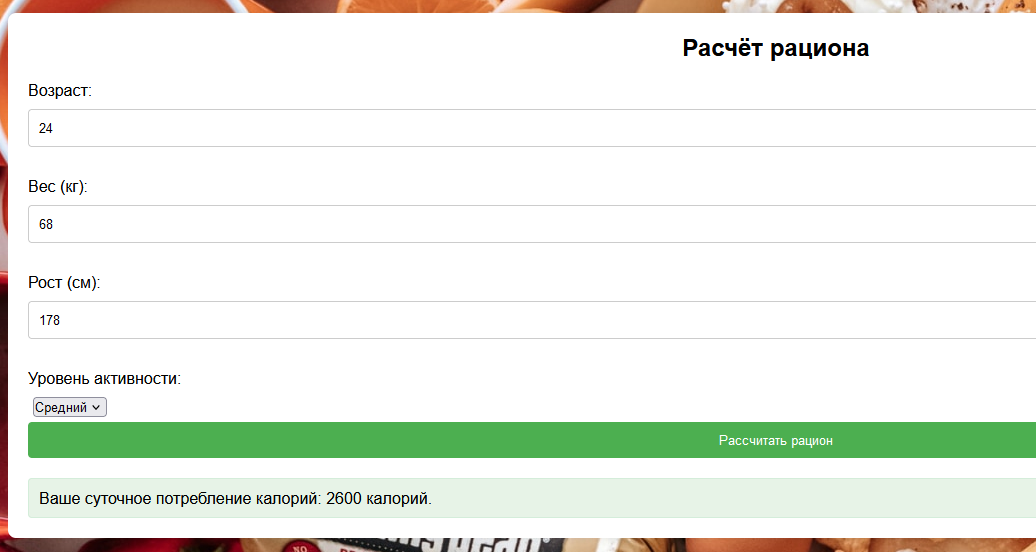 Расчёт рациона
Возраст:
24
Вес (кг):
68
Рост (см):
178
Уровень активности:
Средний
Рассчитать рацион
Ваше суточное потребление калорий: 2600 калорий.
NO